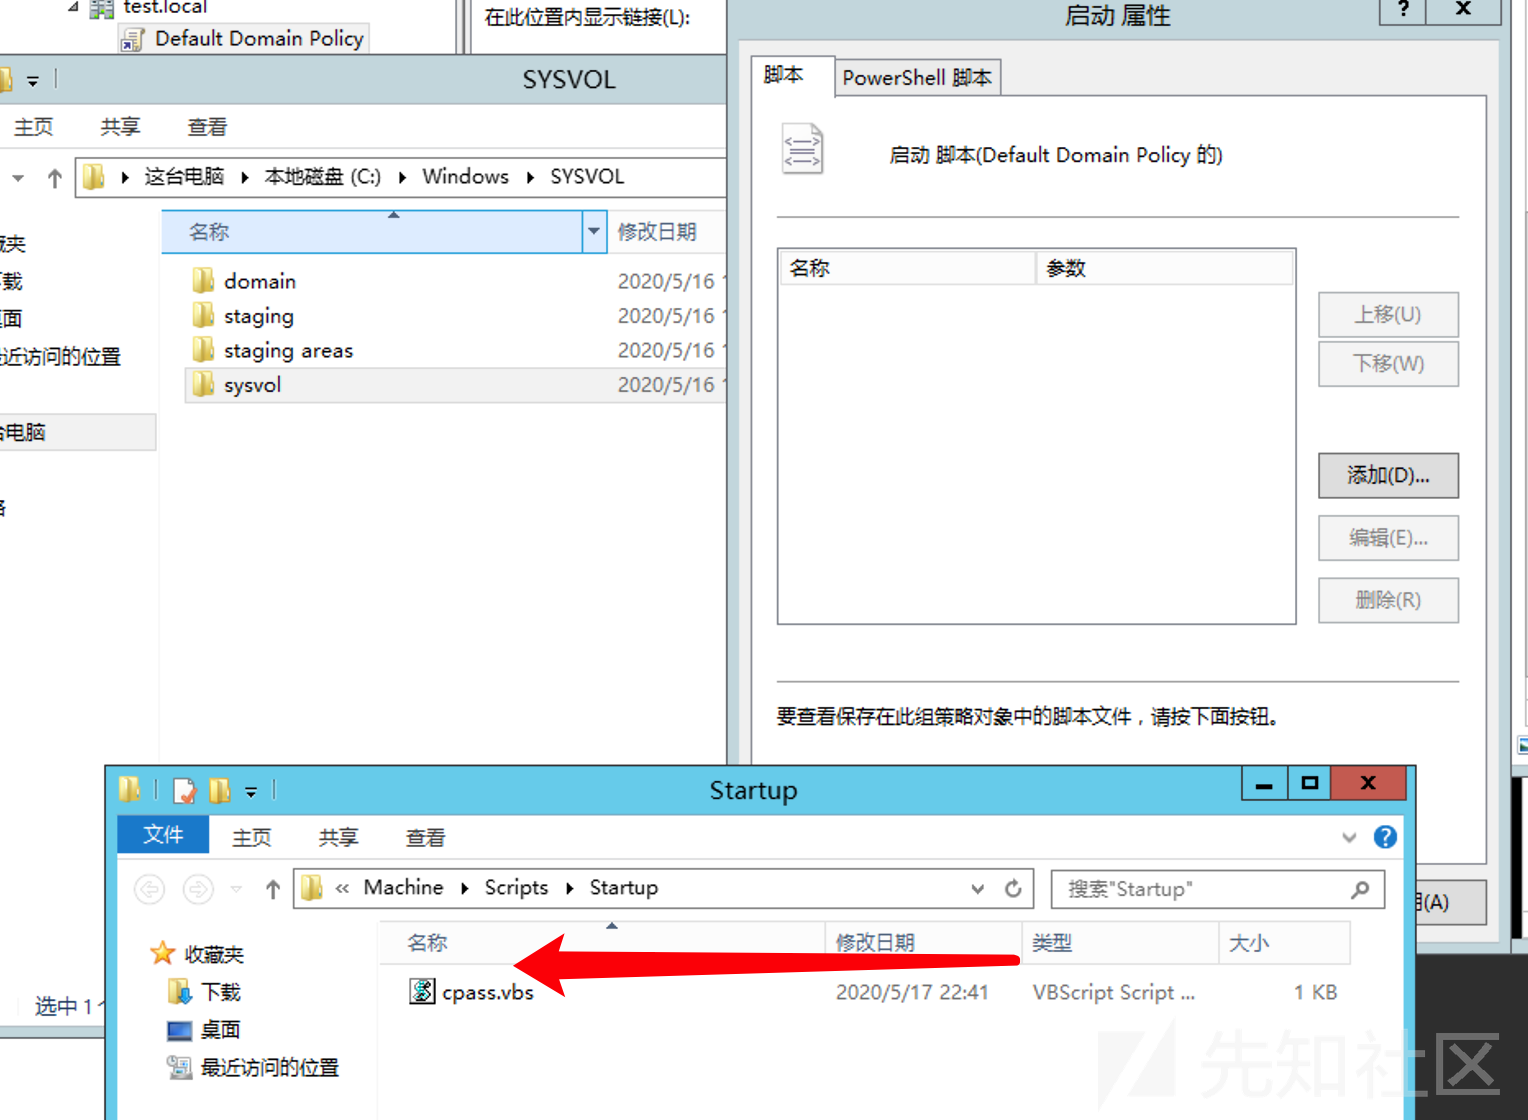 test.local
Default Domain Policy
在此位置内显示链接(L):
SYSVOL
主页 共享 查看
这台电脑 本地磁盘 (C:) Windows SYSVOL
名称 修改日期
domain 2020/5/16
staging 2020/5/16
staging areas 2020/5/16
sysvol 2020/5/16
藏夹
下载
桌面
最近访问的位置
台电脑
络
选中 1 个
启动 属性
? x
脚本 PowerShell 脚本
启动 脚本(Default Domain Policy 的)
名称 参数
上移(U)
下移(W)
添加(D)...
编辑(E)...
删除(R)
要查看保存在此组策略对象中的脚本文件，请按下面按钮。
用(A)
Startup
文件 主页 共享 查看
« Machine Scripts Startup
搜索"Startup"
名称 修改日期 类型 大小
cpass.vbs 2020/5/17 22:41 VBScript Script ... 1 KB
收藏夹
下载
桌面
最近访问的位置
先知社区